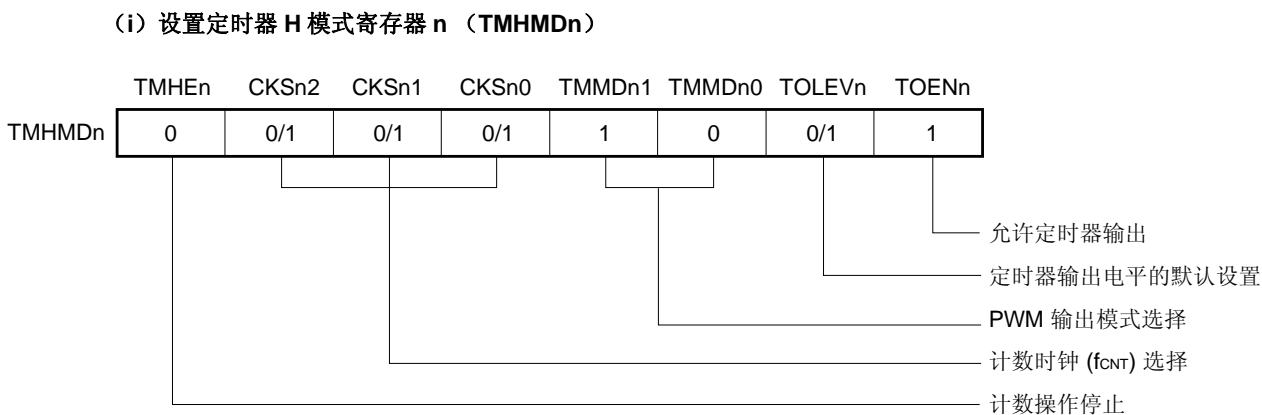 （i）设置定时器 H 模式寄存器 n （TMHMDn）
TMHEn CKSn2 CKSn1 CKSn0 TMMDn1 TMMDn0 TOLEVn TOENn
TMHMDn 0 0/1 0/1 0/1 1 0 0/1 1
允许定时器输出
定时器输出电平的默认设置
PWM 输出模式选择
计数时钟 (fCNT) 选择
计数操作停止